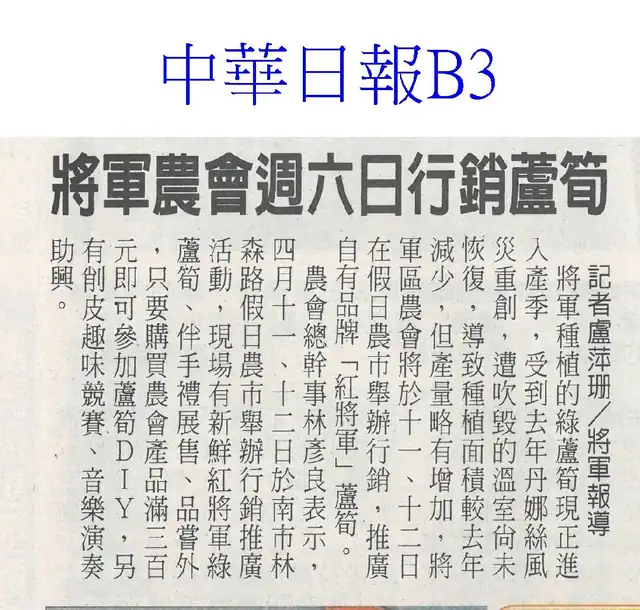 中華日報B3
將軍農會週六日行銷蘆筍
記者盧萍珊╱將軍報導
將軍種植的綠蘆筍現正進
入產季，受到去年丹娜絲風
災重創，遭吹毀的溫室尙未
恢復，導致種植面積較去年
減少，但產量略有增加，將
軍區農會將於十一、十二日
在假日農市舉辦行銷，推廣
自有品牌「紅將軍」蘆筍。
農會總幹事林彥良表示，
四月十一、十二日於南市林
森路假日農市舉辦行銷推廣
活動，現場有新鮮紅將軍綠
蘆筍、伴手禮展售、品嘗外
，只要購買農會產品滿三百
元即可參加蘆筍DIY，另
有削皮趣味競賽、音樂演奏
助興。